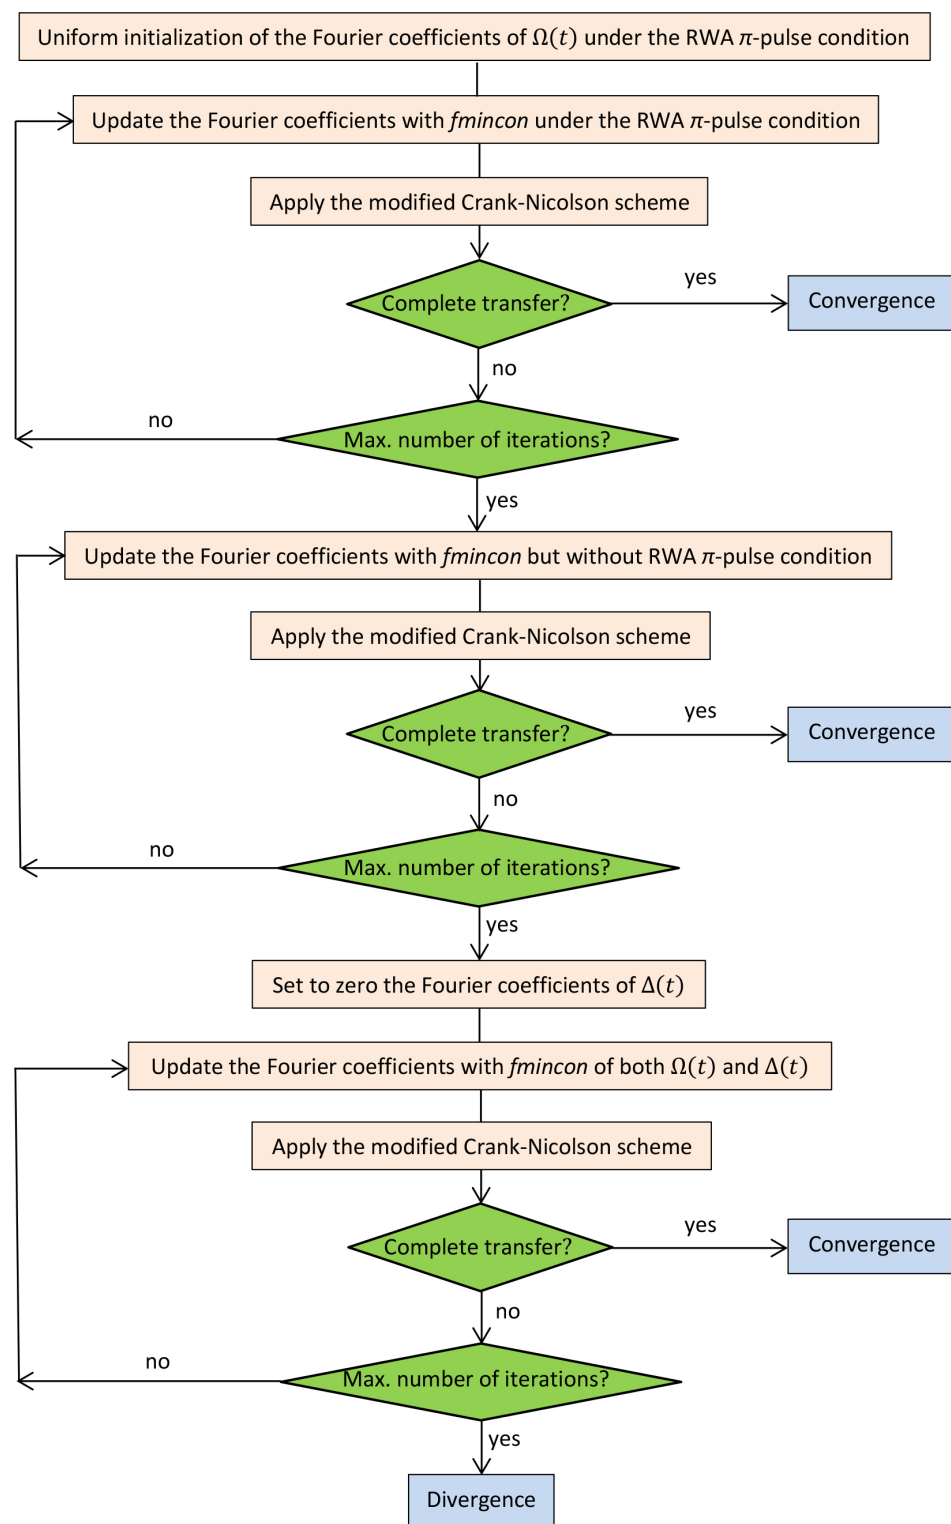 Uniform initialization of the Fourier coefficients of Ω(t) under the RWA π-pulse condition
Update the Fourier coefficients with fmincon under the RWA π-pulse condition
Apply the modified Crank-Nicolson scheme
Complete transfer?
yes
Convergence
no
Max. number of iterations?
no
yes
Update the Fourier coefficients with fmincon but without RWA π-pulse condition
Apply the modified Crank-Nicolson scheme
Complete transfer?
yes
Convergence
no
Max. number of iterations?
no
yes
Set to zero the Fourier coefficients of Δ(t)
Update the Fourier coefficients with fmincon of both Ω(t) and Δ(t)
Apply the modified Crank-Nicolson scheme
Complete transfer?
yes
Convergence
no
Max. number of iterations?
no
yes
Divergence